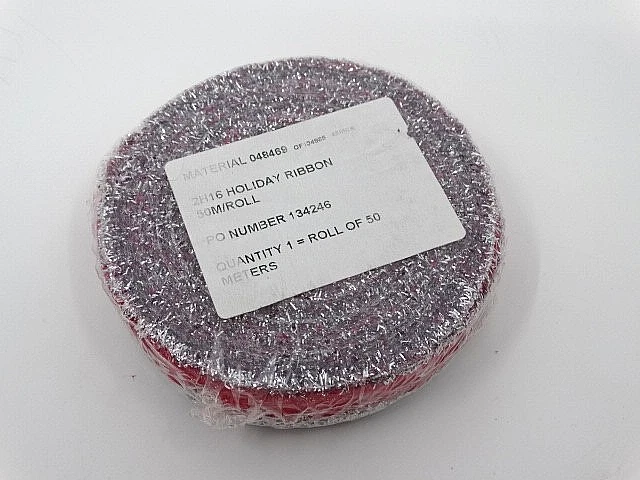 MATERIAL 048469
2H16 HOLIDAY RIBBON
50M/ROLL
PO NUMBER 134246
QUANTITY 1 = ROLL OF 50
METERS